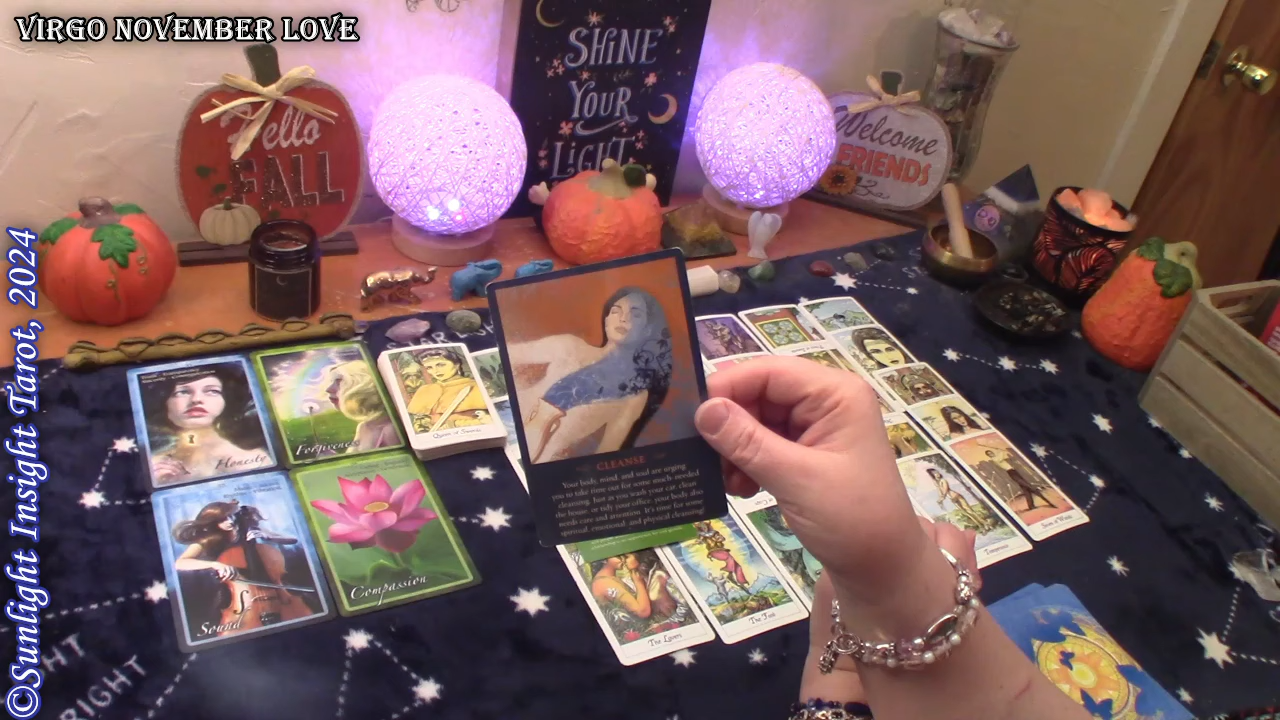 VIRGO NOVEMBER LOVE
©Sunlight Insight Tarot, 2024
Hello
FALL
SHINE
YOUR
LIGHT
Welcome
FRIENDS
Honesty
Forgiveness
Sound
Compassion
Queen of Swords
CLEANSE
Your body, mind, and soul are urging
you to take time out for some much-needed
cleansing. Just as you wash your car, clean
the house, or tidy your office, your body also
needs care and attention. It's time for some
spiritual, emotional, and physical cleansing!
The Lovers
The Fool
Temperance
Seven of Wands
RIGHT